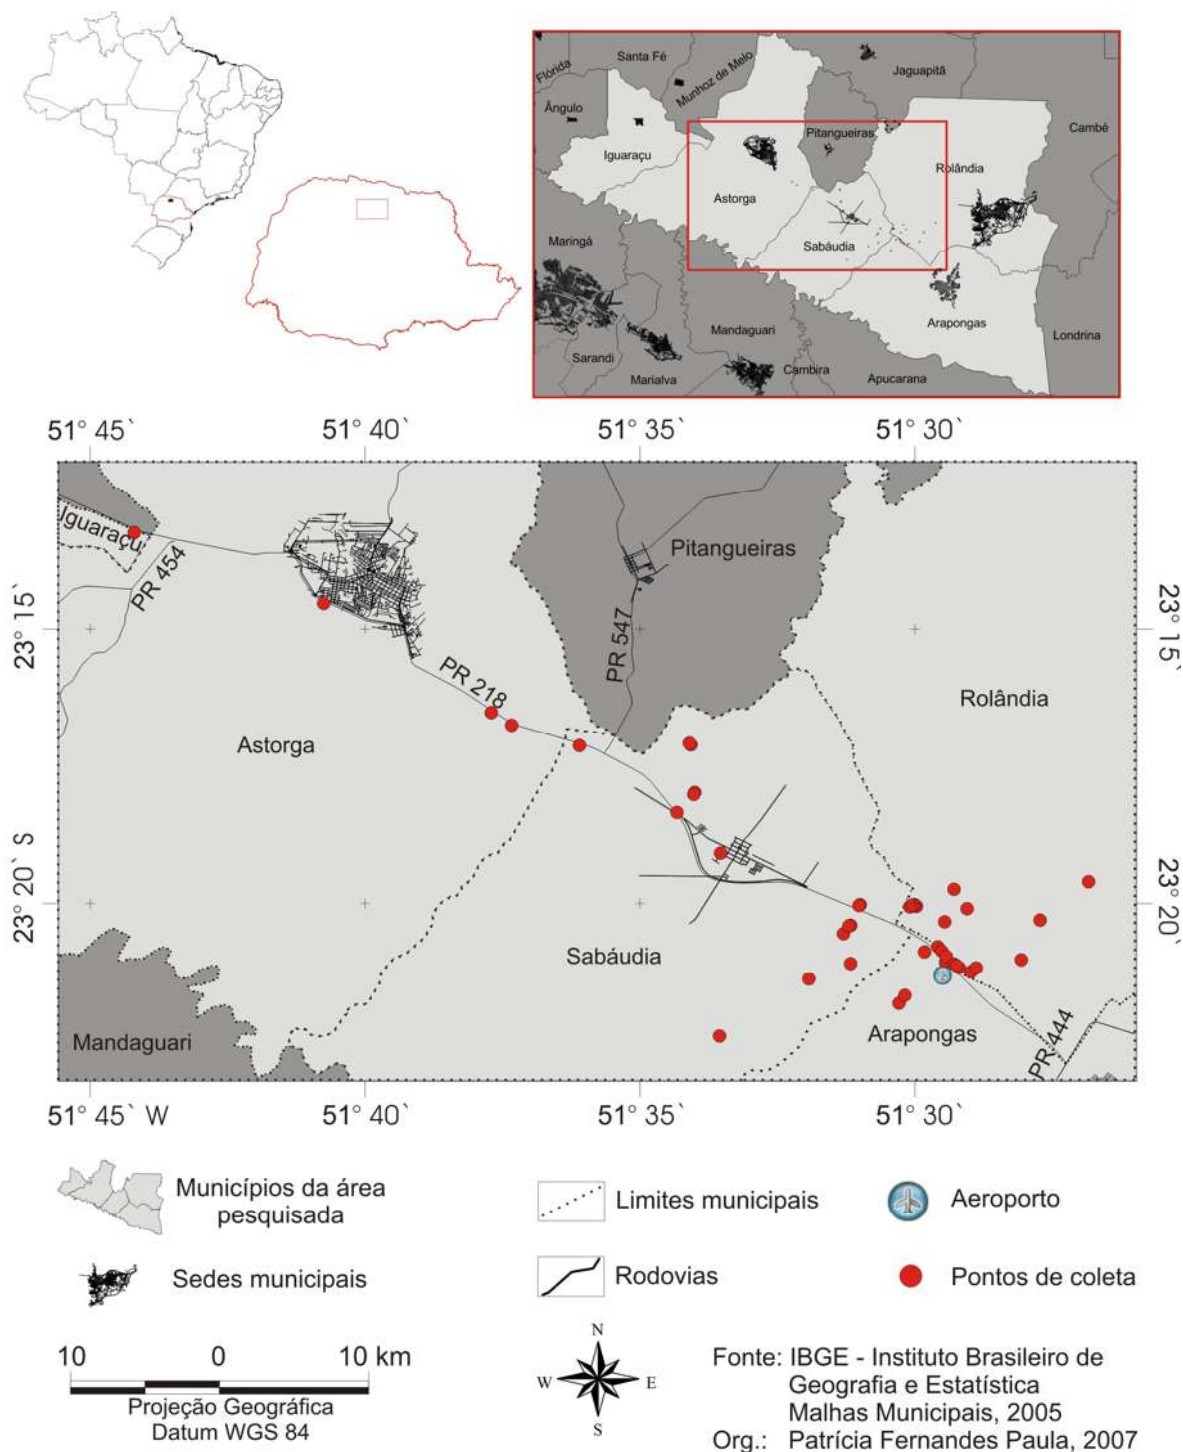 Flórida
Santa Fé
Munhoz de Melo
Jaguapitã
Ângulo
Iguaraçu
Pitangueiras
Cambé
Rolândia
Astorga
Sabáudia
Maringá
Mandaguari
Arapongas
Londrina
Sarandi
Marialva
Cambira
Apucarana
51° 45` 51° 40` 51° 35` 51° 30`
Iguaraçu
PR 454
Pitangueiras
23° 15`
23° 15`
PR 547
PR 218
Rolândia
Astorga
23° 20` S
23° 20`
Sabáudia
Mandaguari
Arapongas
PR 444
51° 45` W 51° 40` 51° 35` 51° 30`
Municípios da área
pesquisada
Limites municipais
Aeroporto
Sedes municipais
Rodovias
Pontos de coleta
10 0 10 km
Projeção Geográfica
Datum WGS 84
N
W E
S
Fonte: IBGE - Instituto Brasileiro de
Geografia e Estatística
Malhas Municipais, 2005
Org.: Patrícia Fernandes Paula, 2007